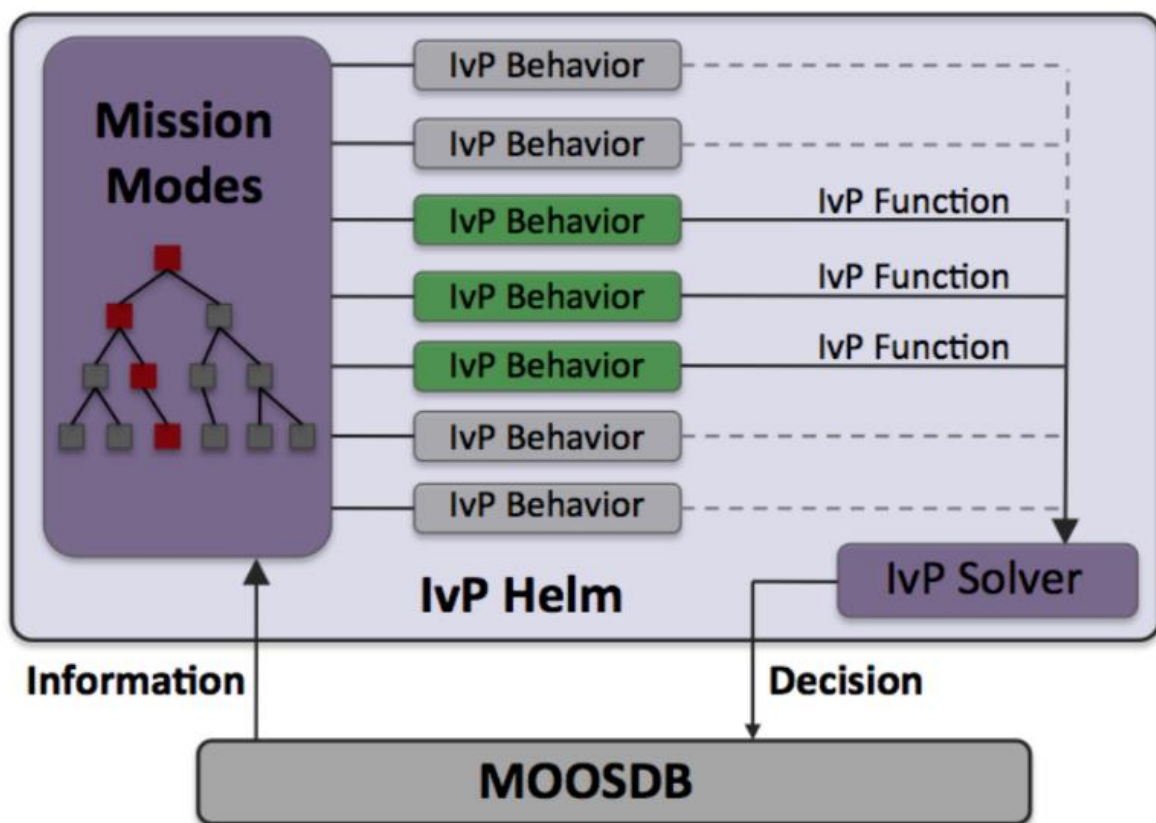 Mission
Modes
IvP Behavior
IvP Behavior
IvP Behavior
IvP Function
IvP Behavior
IvP Function
IvP Behavior
IvP Function
IvP Behavior
IvP Behavior
IvP Helm
IvP Solver
Information
Decision
MOOSDB